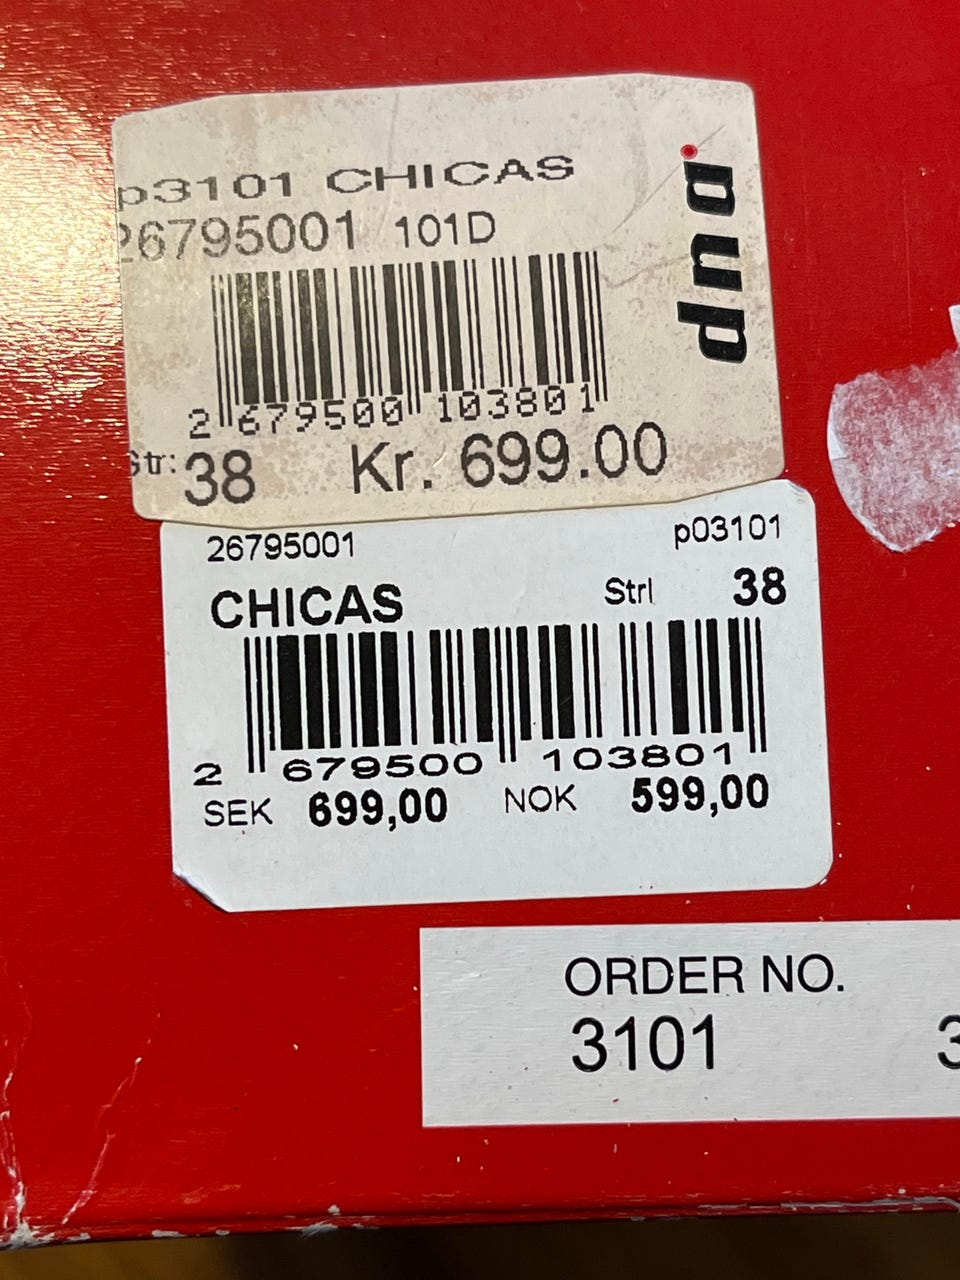 p3101 CHICAS
26795001 101D
dna
2 679500 103801
Str: 38 Kr. 699.00
26795001 p03101
CHICAS Strl 38
2 679500 103801
SEK 699,00 NOK 599,00
ORDER NO.
3101 3